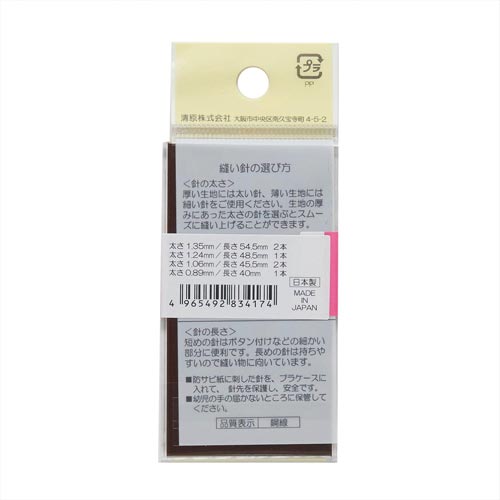 プラ
PP
清原株式会社 大阪市中央区南久宝寺町 4-5-2
縫い針の選び方
＜針の太さ＞
厚い生地には太い針、薄い生地には
細い針をご使用ください。生地の厚
みにあった太さの針を選ぶとスムー
ズに縫い上げることができます。
太さ 1.35mm／長さ 54.5mm 2本
太さ 1.24mm／長さ 48.5mm 1本
太さ 1.06mm／長さ 45.5mm 2本
太さ 0.89mm／長さ 40mm 1本
日本製
MADE
IN
JAPAN
4 965492 834174
＜針の長さ＞
短めの針はボタン付けなどの細かい
部分に便利です。長めの針は持ちや
すいので縫い物に向いています。
■防サビ紙に刺した針を、プラケースに
入れて、針先を保護し、安全です。
■幼児の手の届かないところに保管して
ください。
品質表示 鋼線